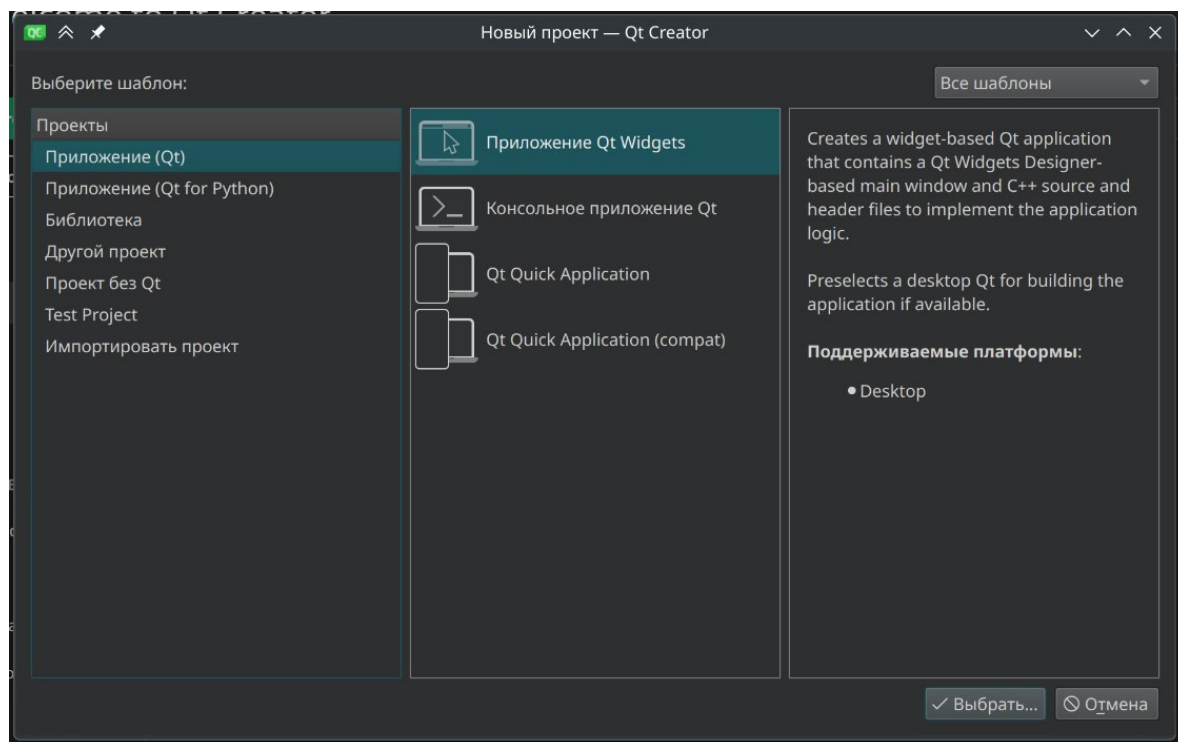 QC
Новый проект — Qt Creator
Выберите шаблон:
Все шаблоны
Проекты
Приложение (Qt)
Приложение (Qt for Python)
Библиотека
Другой проект
Проект без Qt
Test Project
Импортировать проект
Приложение Qt Widgets
Консольное приложение Qt
Qt Quick Application
Qt Quick Application (compat)
Creates a widget-based Qt application
that contains a Qt Widgets Designer-
based main window and C++ source and
header files to implement the application
logic.
Preselects a desktop Qt for building the
application if available.
Поддерживаемые платформы:
Desktop
Выбрать...
Отмена